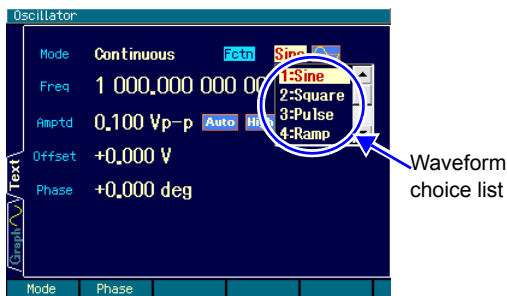 Oscillator
Mode Continuous Fctn Sine
Freq 1 000.000 000 00
1:Sine
2:Square
3:Pulse
4:Ramp
Amptd 0.100 Vp-p Auto High
Offset +0.000 V
Phase +0.000 deg
Text
Graph
Mode Phase
Waveform
choice list